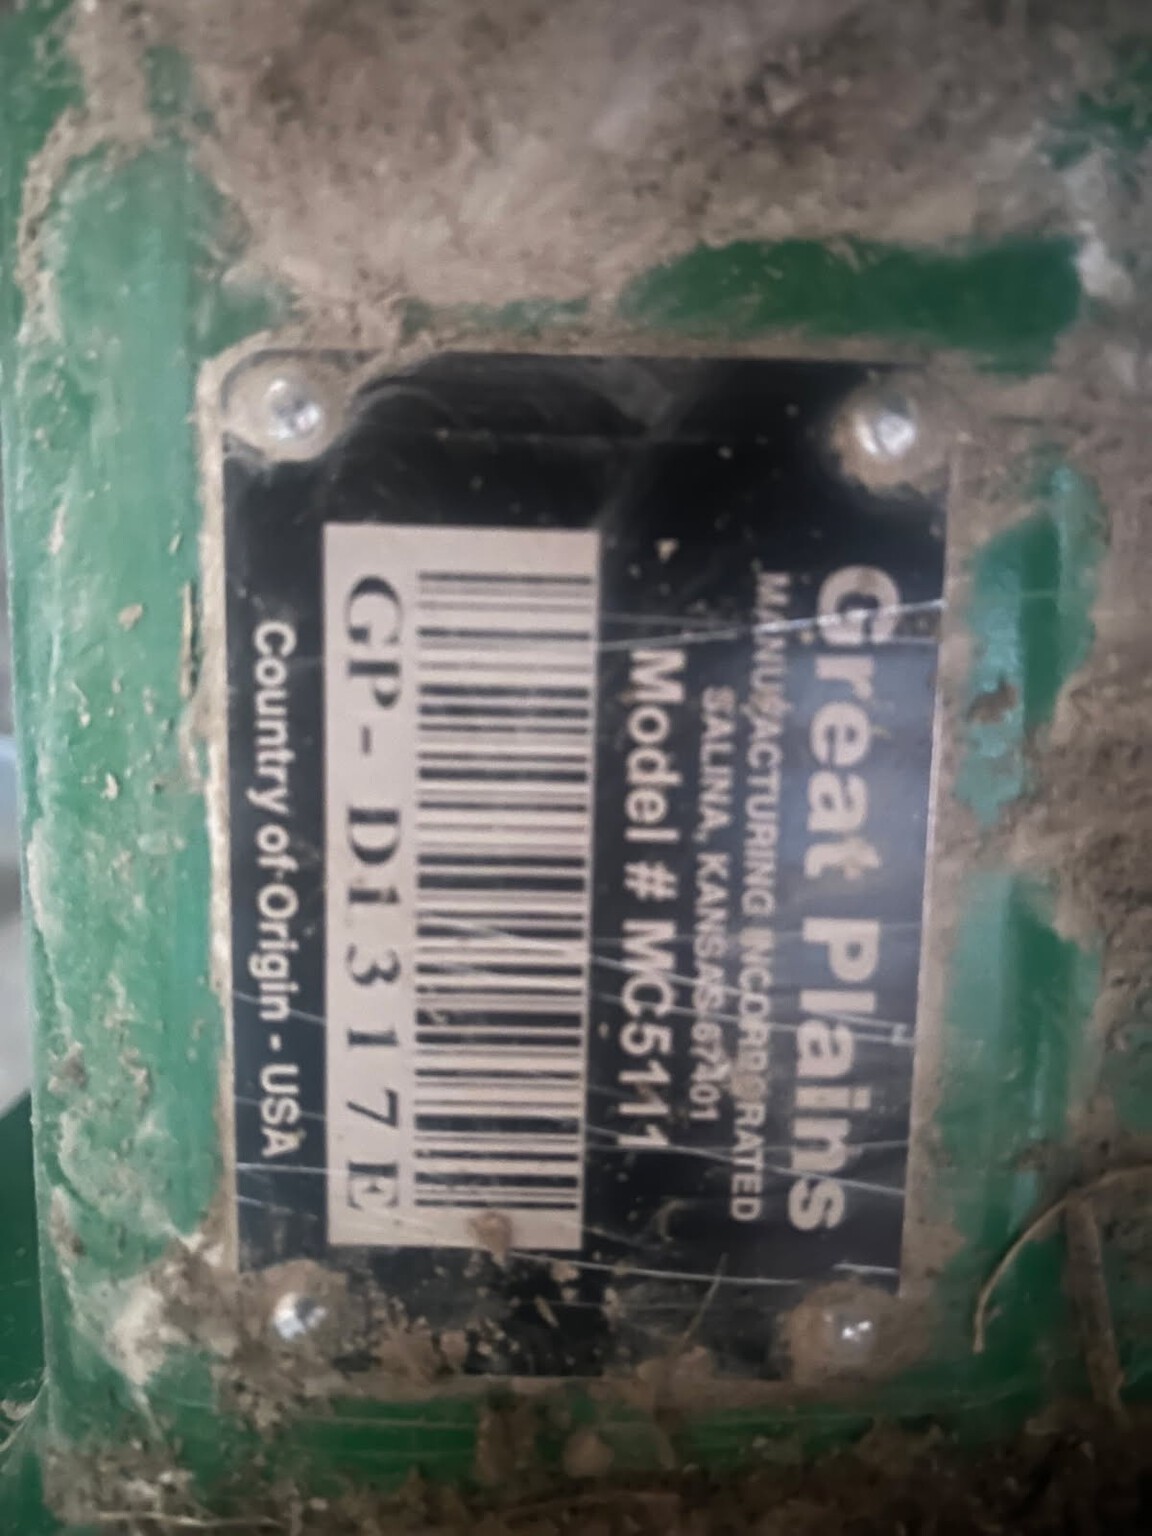 Great Plains
MANUFACTURING INCORPORATED
SALINA, KANSAS 67401
Model # MC5111
GP-D1317E
Country of Origin - USA